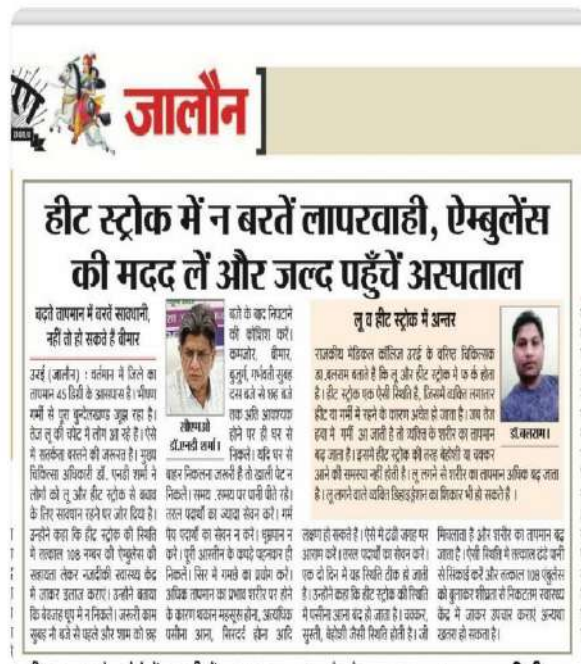 जालौन
हीट स्ट्रोक में न बरतें लापरवाही, ऐम्बुलेंस
की मदद लें और जल्द पहुँचें अस्पताल
बढ़ते तापमान में बरतें सावधानी,
नहीं तो हो सकते हैं बीमार
उरई (जालौन) : वर्तमान में जिले का
तापमान 45 डिग्री के आसपास है। भीषण
गर्मी से पूरा बुन्देलखण्ड जूझ रहा है।
तेज लू की चपेट में लोग आ रहे है। ऐसे
में सतर्कता बरतने की जरूरत है। मुख्य
चिकित्सा अधिकारी डॉ. एनडी शर्मा ने
लोगों को लू और हीट स्ट्रोक से बचाव
के लिए सावधान रहने पर जोर दिया है।
उन्होंने कहा कि हीट स्ट्रोक की स्थिति
में तत्काल 108 नम्बर की ऐम्बुलेंस की
सहायता लेकर नजदीकी स्वास्थ्य केंद्र
में जाकर इलाज कराएं। उन्होंने बताया
कि बेवजह धूप में न निकलें। जरूरी काम
सुबह नौ बजे से पहले और शाम को छह
सीएमओ
डॉ.एनडी शर्मा।
बजे के बाद निपटाने
की कोशिश करें।
कमजोर, बीमार,
बुजुर्ग, गर्भवती सुबह
दस बजे से छह बजे
तक अति आवश्यक
होने पर ही घर से
निकलें। यदि घर से
बाहर निकलना जरूरी है तो खाली पेट न
निकले। समय .समय पर पानी पीते रहें।
तरल पदार्थों का ज्यादा सेवन करें। गर्म
पेय पदार्थों का सेवन न करें। धूम्रपान न
करें। पूरी आस्तीन के कपड़े पहनकर ही
निकलें। सिर में गमछे का प्रयोग करें।
अधिक तापमान का प्रभाव शरीर पर होने
के कारण थकान महसूस होना, अत्यधिक
पसीना आना, सिरदर्द होना आदि
लू व हीट स्ट्रोक में अन्तर
राजकीय मेडिकल कॉलिज उरई के वरिष्ठ चिकित्सक
डा.बलराम बताते है कि लू और हीट स्ट्रोक में फ र्क होता
है। हीट स्ट्रोक एक ऐसी स्थिति है, जिसमें व्यक्ति लगातार
हीट या गर्मी में रहने के कारण अचेत हो जाता है। जब तेज
हवा में गर्मी आ जाती है तो व्यक्ति के शरीर का तापमान
बढ़ जाता है। इसमें हीट स्ट्रोक की तरह बेहोशी या चक्कर
आने की समस्या नहीं होती है। लू लगने से शरीर का तापमान अधिक बढ़ जाता
है। लू लगने वाले व्यक्ति डिहाइड्रेशन का शिकार भी हो सकते है ।
डॉ.बलराम।
लक्षण हो सकते है। ऐसे में ठंडी जगह पर
आराम करें। तरल पदार्थों का सेवन करें।
एक दो दिन में यह स्थिति ठीक हो जाती
है। उन्होंने कहा कि हीट स्ट्रोक की स्थिति
में पसीना आना बंद हो जाता है। चक्कर,
सुस्ती, बेहोशी जैसी स्थिति होती है। जी
मिचलाता है और शरीर का तापमान बढ़
जाता है। ऐसी स्थिति में तत्काल ठंडे पानी
से सिंकाई करें और तत्काल 108 एंबुलेंस
को बुलाकर शीघ्रता से निकटतम स्वास्थ्य
केंद्र में जाकर उपचार कराएं अन्यथा
खतरा हो सकता है।